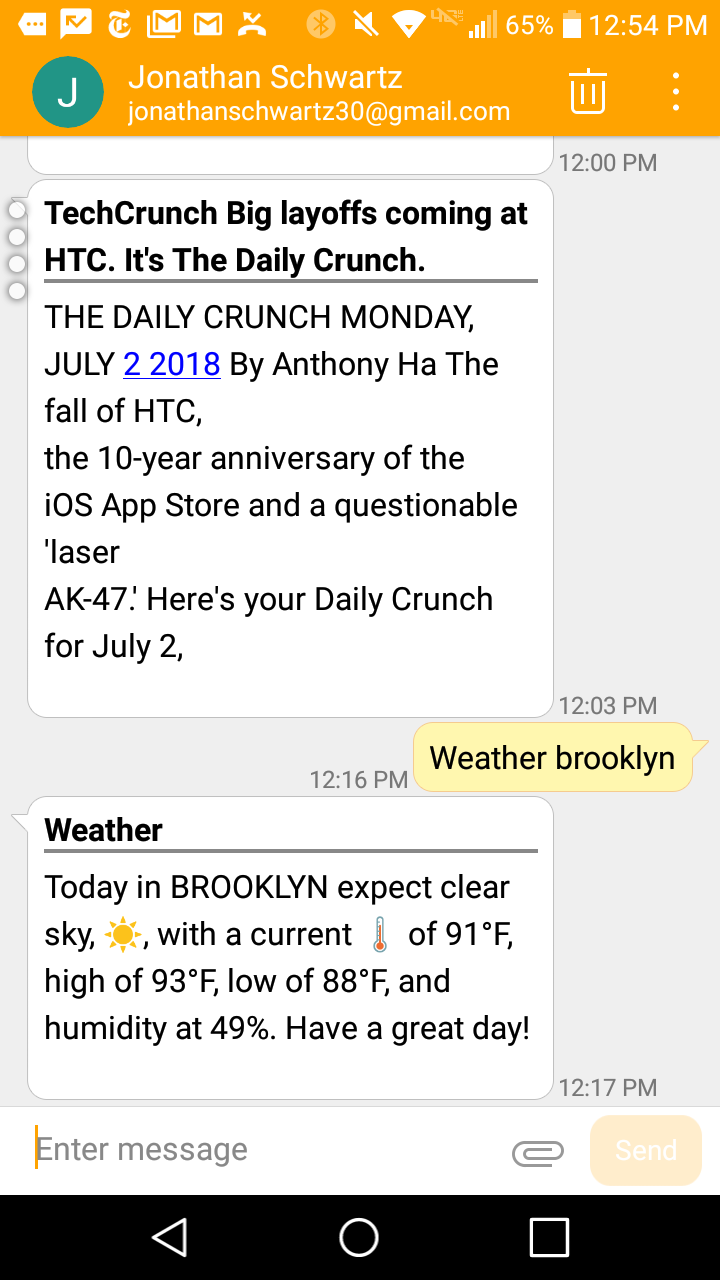 65% 12:54 PM
J
Jonathan Schwartz
jonathanschwartz30@gmail.com
12:00 PM
TechCrunch Big layoffs coming at
HTC. It's The Daily Crunch.
THE DAILY CRUNCH MONDAY,
JULY 2 2018 By Anthony Ha The
fall of HTC,
the 10-year anniversary of the
iOS App Store and a questionable
'laser
AK-47.' Here's your Daily Crunch
for July 2,
12:03 PM
Weather brooklyn
12:16 PM
Weather
Today in BROOKLYN expect clear
sky, ☀️, with a current 🌡️ of 91°F,
high of 93°F, low of 88°F, and
humidity at 49%. Have a great day!
12:17 PM
Enter message
Send